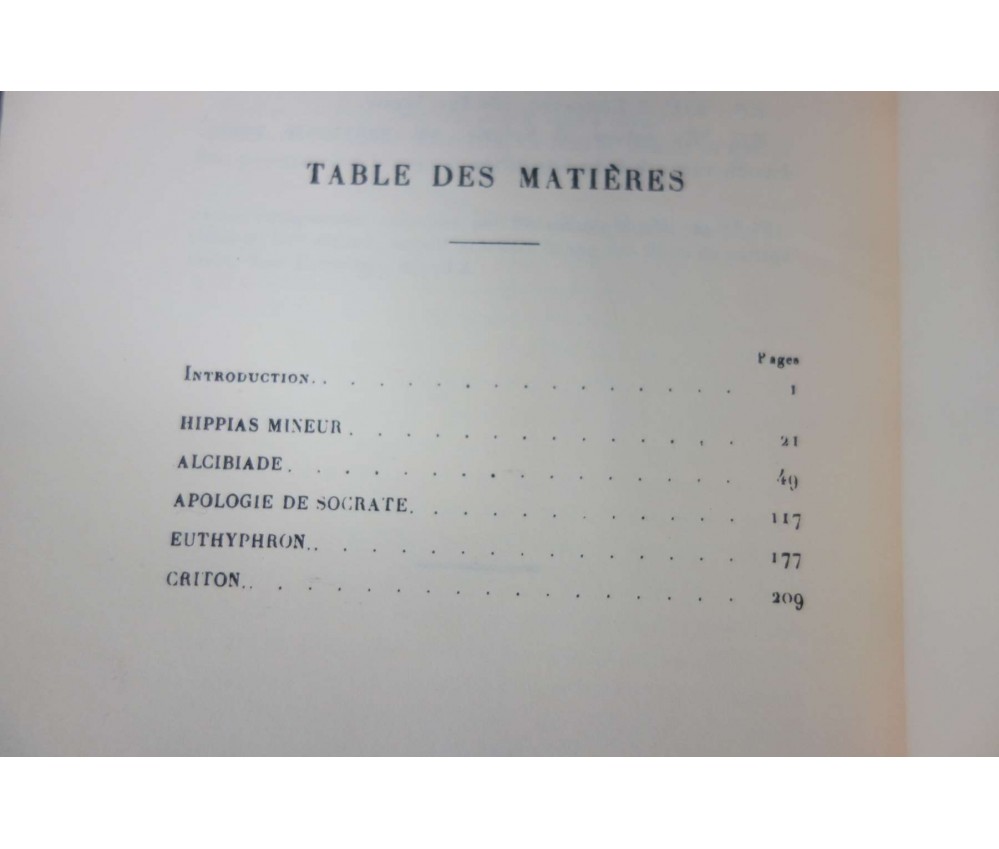 TABLE DES MATIÈRES
Pages
INTRODUCTION. . . . . . . . . . . . . . 1
HIPPIAS MINEUR . . . . . . . . . . . . . 21
ALCIBIADE. . . . . . . . . . . . . . . 49
APOLOGIE DE SOCRATE. . . . . . . . . . . 117
EUTHYPHRON. . . . . . . . . . . . . . . 177
CRITON. . . . . . . . . . . . . . . . . 209